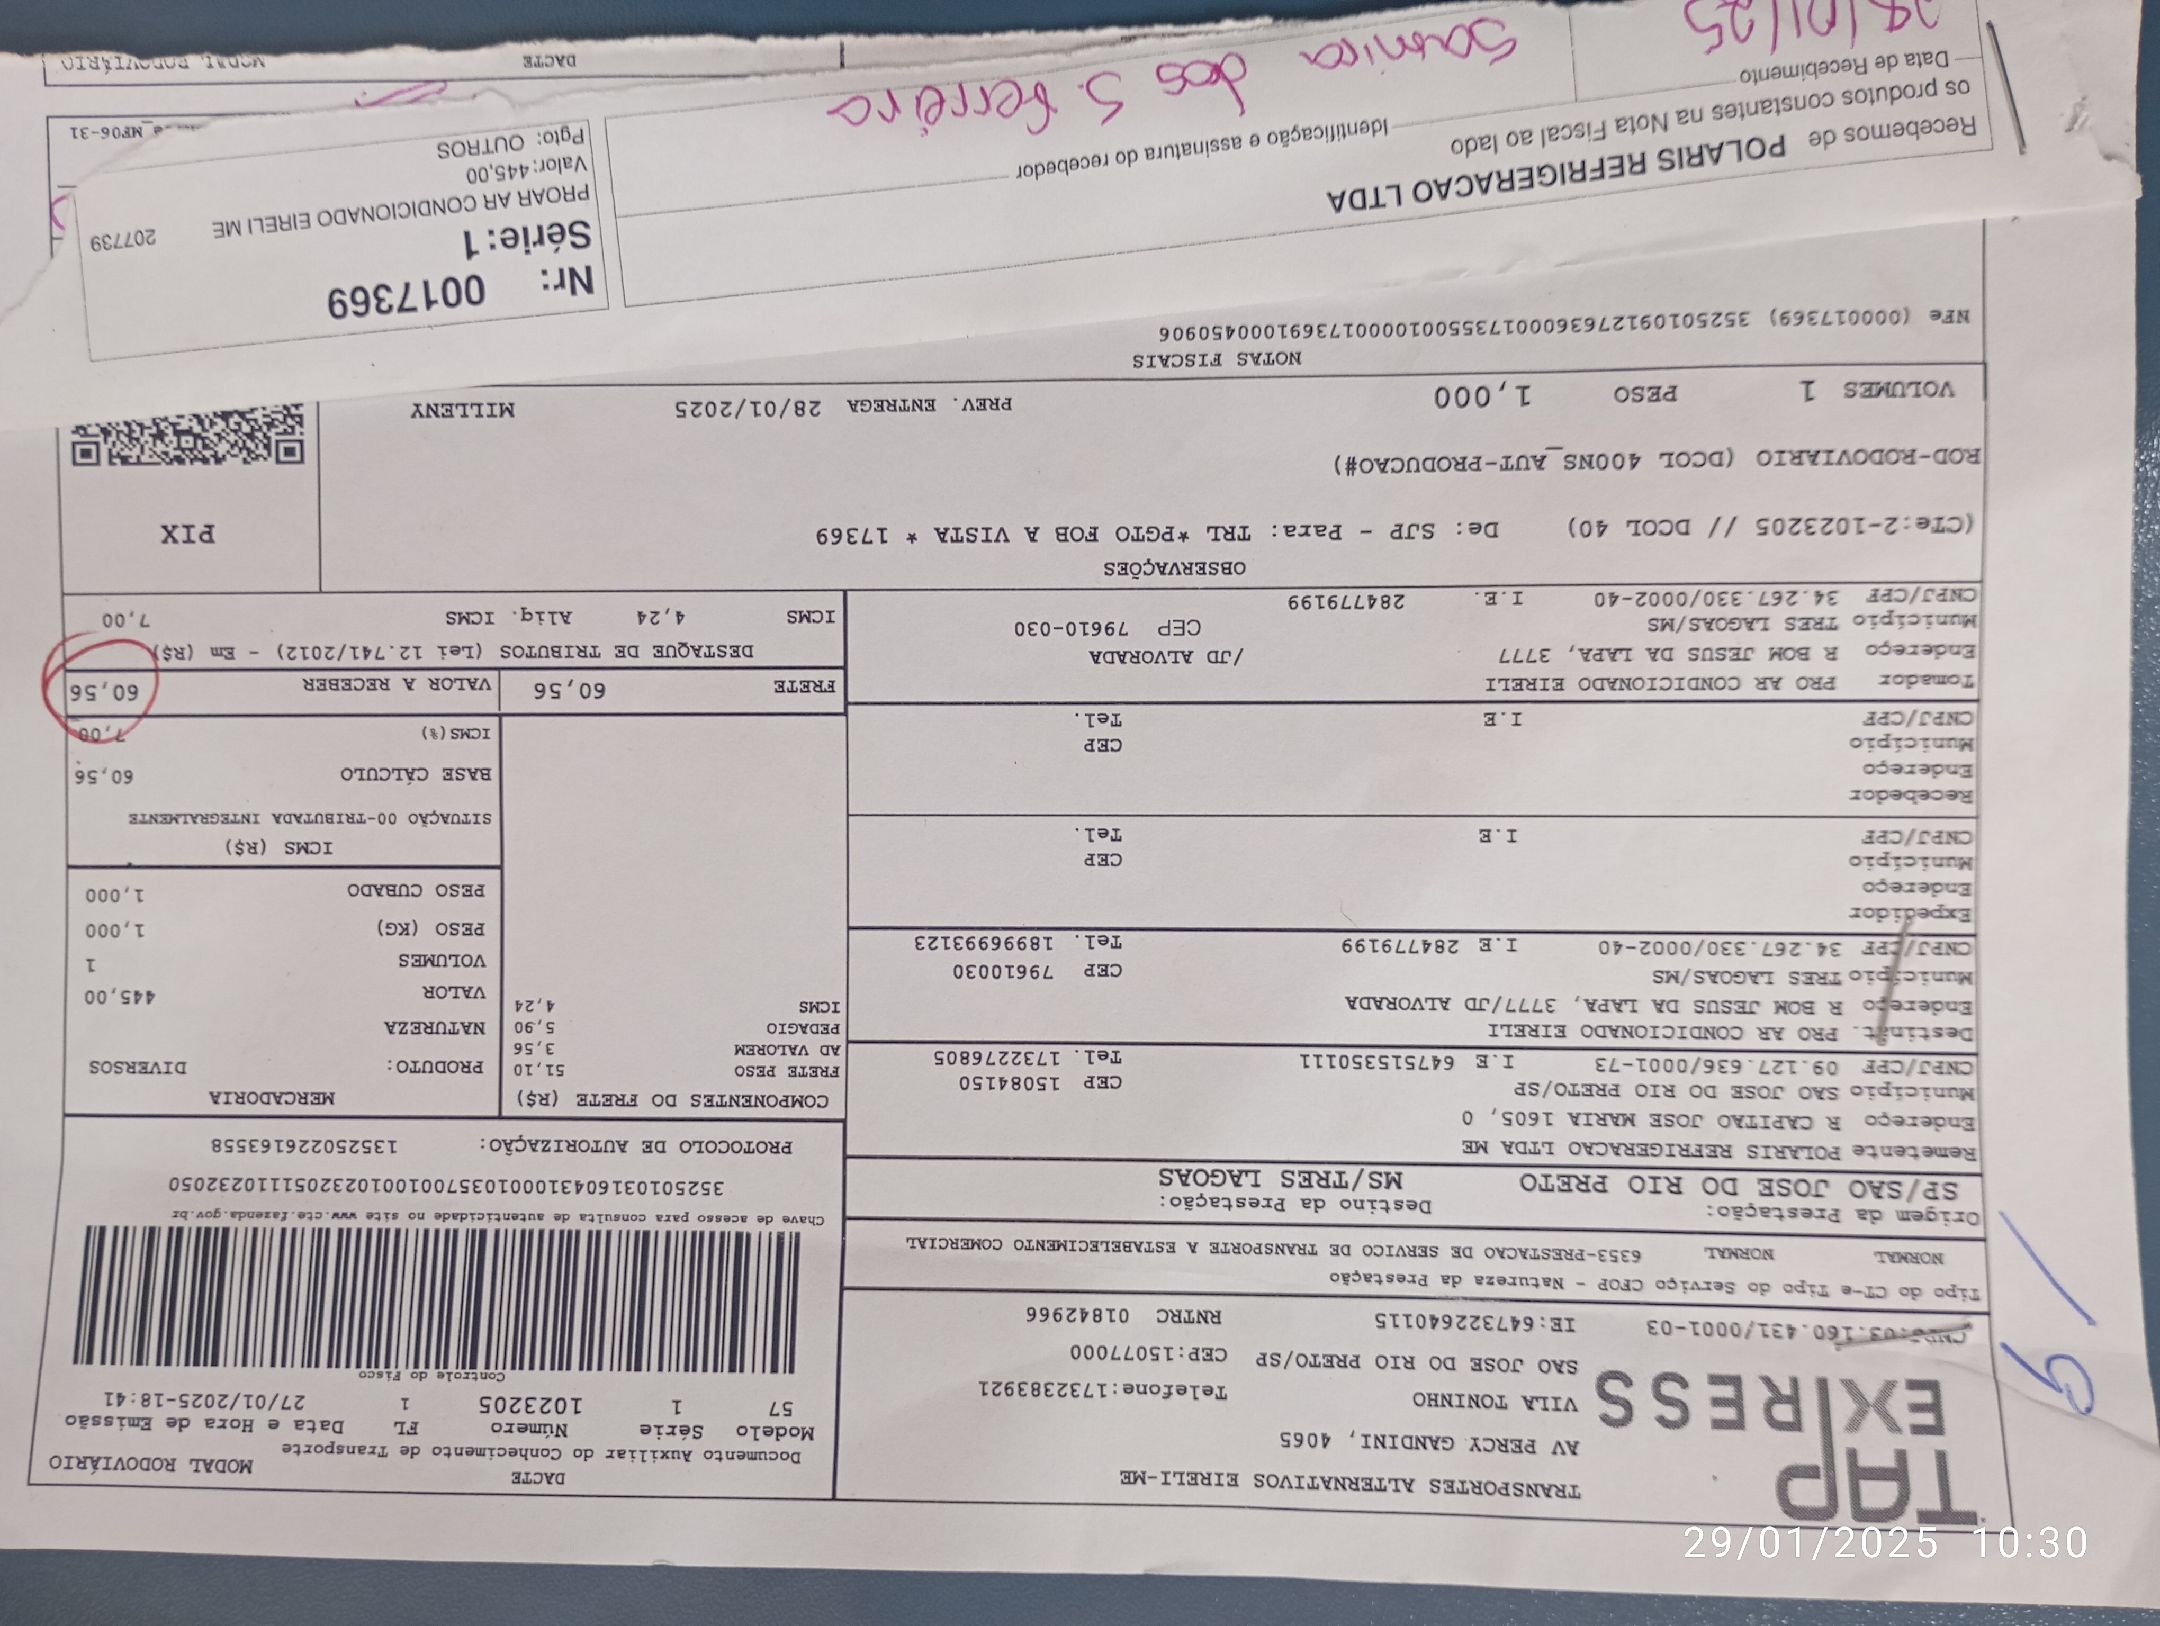 TAP
EXPRESS
TRANSPORTES ALTERNATIVOS EIRELI-ME
AV PERCY GANDINI, 4065
VILA TONINHO Telefone:1732383921
SAO JOSE DO RIO PRETO/SP CEP:15077000
CNPJ:03.160.431/0001-03 IE:647322640115 RNTRC 01842966
DACTE MODAL RODOVIÁRIO
Documento Auxiliar do Conhecimento de Transporte
Modelo Série Número FL Data e Hora de Emissão
57 1 1023205 1 27/01/2025-18:41
Controle do Fisco
Tipo do CT-e Tipo do Serviço CFOP - Natureza da Prestação
NORMAL NORMAL 6353-PRESTACAO DE SERVICO DE TRANSPORTE A ESTABELECIMENTO COMERCIAL
Origem da Prestação: Destino da Prestação:
SP/SAO JOSE DO RIO PRETO MS/TRES LAGOAS
Chave de acesso para consulta de autenticidade no site www.cte.fazenda.gov.br
352501031604310001035700100102320511110232050
PROTOCOLO DE AUTORIZAÇÃO: 135250226163558
Remetente POLARIS REFRIGERACAO LTDA ME
Endereço R CAPITAO JOSE MARIA 1605, 0
Município SAO JOSE DO RIO PRETO/SP CEP 15084150
CNPJ/CPF 09.127.636/0001-73 I.E 647515350111 Tel. 1732276805
Destinat. PRO AR CONDICIONADO EIRELI
Endereço R BOM JESUS DA LAPA, 3777/JD ALVORADA
Município TRES LAGOAS/MS CEP 79610030
CNPJ/CPF 34.267.330/0002-40 I.E 284779199 Tel. 18996993123
Expedidor
Endereço
Município CEP
CNPJ/CPF I.E Tel.
Recebedor
Endereço
Município CEP
CNPJ/CPF I.E Tel.
Tomador PRO AR CONDICIONADO EIRELI
Endereço R BOM JESUS DA LAPA, 3777 /JD ALVORADA
Município TRES LAGOAS/MS CEP 79610-030
CNPJ/CPF 34.267.330/0002-40 I.E. 284779199
COMPONENTES DO FRETE (R$)
FRETE PESO 51,10
AD VALOREM 3,56
PEDAGIO 5,90
ICMS 4,24
MERCADORIA
PRODUTO: DIVERSOS
NATUREZA
VALOR 445,00
VOLUMES 1
PESO (KG) 1,000
PESO CUBADO 1,000
ICMS (R$)
SITUAÇÃO 00-TRIBUTADA INTEGRALMENTE
BASE CÁLCULO 60,56
ICMS(%) 7,00
FRETE 60,56 VALOR A RECEBER 60,56
DESTAQUE DE TRIBUTOS (Lei 12.741/2012) - Em (R$)
ICMS 4,24 Aliq. ICMS 7,00
OBSERVAÇÕES
(CTe:2-1023205 // DCOL 40) De: SJP - Para: TRL *PGTO FOB A VISTA * 17369
PIX
ROD-RODOVIARIO (DCOL 400NS_AUT-PRODUCAO#)
VOLUMES 1 PESO 1,000 PREV. ENTREGA 28/01/2025 MILLENY
NOTAS FISCAIS
NFe (000017369) 35250109127636000173550010000173691000450906
Recebemos de POLARIS REFRIGERACAO LTDA
os produtos constantes na Nota Fiscal ao lado
Data de Recebimento
Identificação e assinatura do recebedor
Samira dos S. Ferreira
Nr: 0017369
Série:1
PROAR AR CONDICIONADO EIRELI ME 207739
Valor:445,00
Pgto: OUTROS
MF06-31
DACTE MODAL RODOVIÁRIO
29/01/2025 10:30